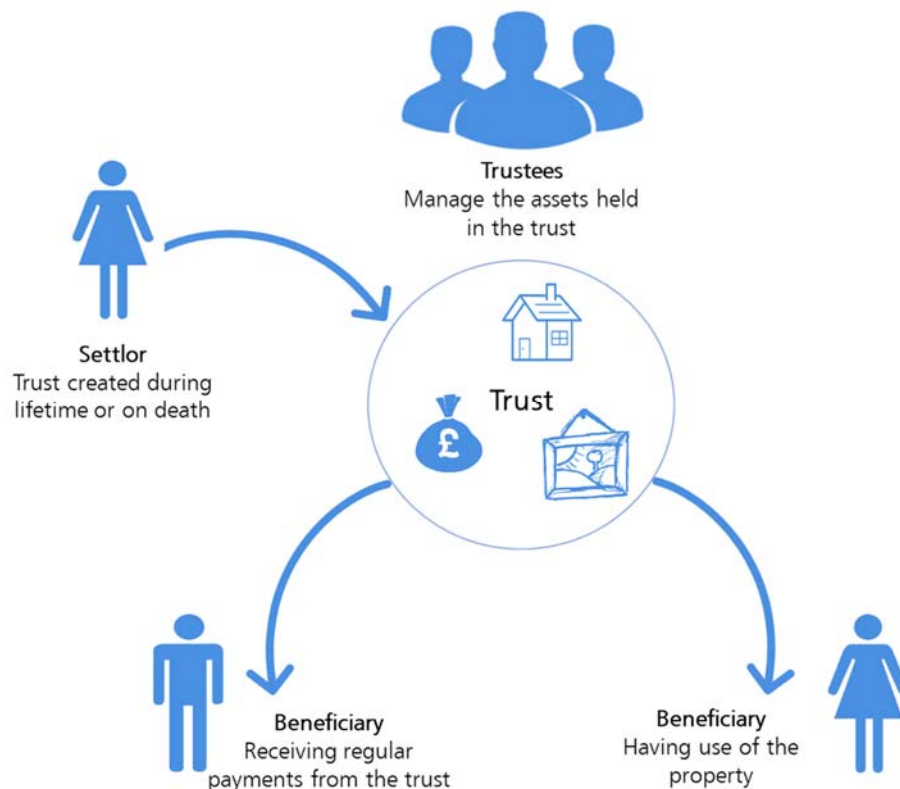 Trustees
Manage the assets held
in the trust
Settlor
Trust created during
lifetime or on death
Trust
£
Beneficiary
Receiving regular
payments from the trust
Beneficiary
Having use of the
property